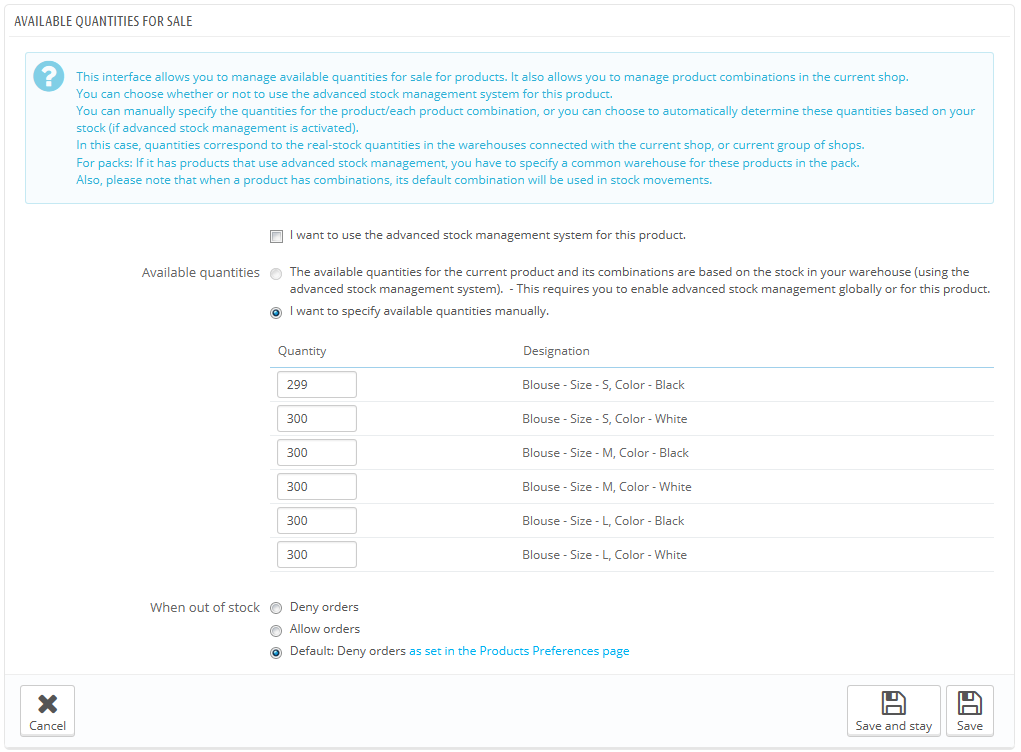 AVAILABLE QUANTITIES FOR SALE
?
This interface allows you to manage available quantities for sale for products. It also allows you to manage product combinations in the current shop.
You can choose whether or not to use the advanced stock management system for this product.
You can manually specify the quantities for the product/each product combination, or you can choose to automatically determine these quantities based on your
stock (if advanced stock management is activated).
In this case, quantities correspond to the real-stock quantities in the warehouses connected with the current shop, or current group of shops.
For packs: If it has products that use advanced stock management, you have to specify a common warehouse for these products in the pack.
Also, please note that when a product has combinations, its default combination will be used in stock movements.
I want to use the advanced stock management system for this product.
Available quantities The available quantities for the current product and its combinations are based on the stock in your warehouse (using the
advanced stock management system). - This requires you to enable advanced stock management globally or for this product.
I want to specify available quantities manually.
Quantity Designation
299 Blouse - Size - S, Color - Black
300 Blouse - Size - S, Color - White
300 Blouse - Size - M, Color - Black
300 Blouse - Size - M, Color - White
300 Blouse - Size - L, Color - Black
300 Blouse - Size - L, Color - White
When out of stock Deny orders
Allow orders
Default: Deny orders as set in the Products Preferences page
Cancel Save and stay Save